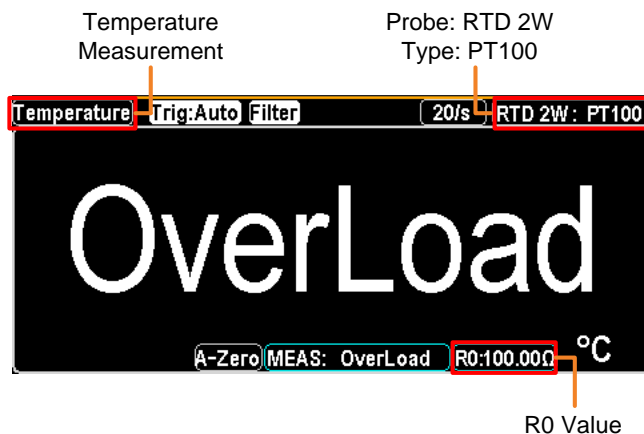 Temperature
Measurement
Probe: RTD 2W
Type: PT100
Temperature Trig:Auto Filter 20/s RTD 2W: PT100
OverLoad
A-Zero MEAS: OverLoad R0:100.00Ω °C
R0 Value